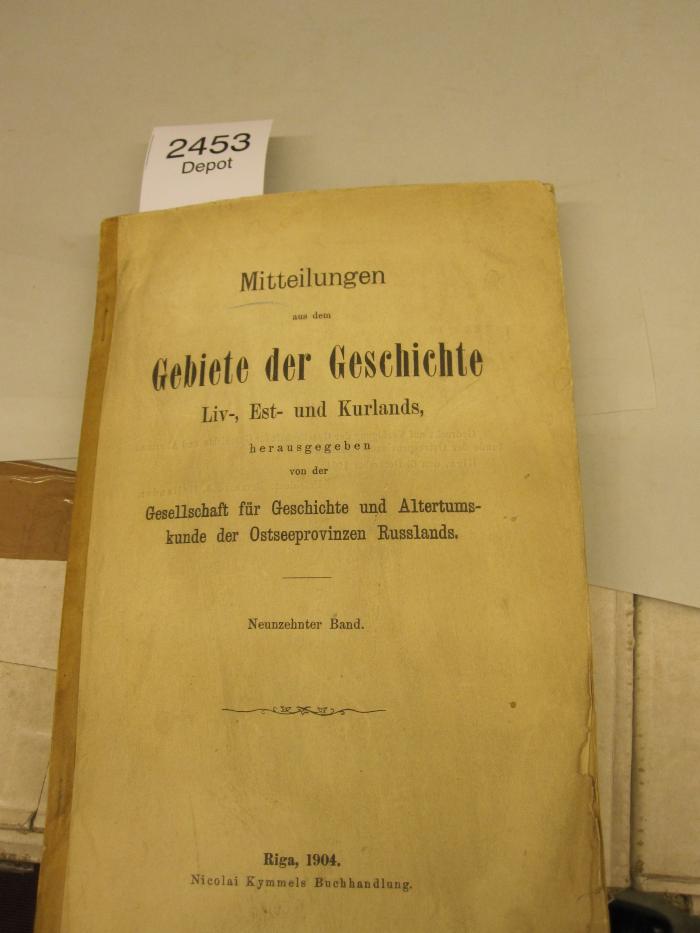 2453
Depot
Mitteilungen
aus dem
Gebiete der Geschichte
Liv-, Est- und Kurlands,
herausgegeben
von der
Gesellschaft für Geschichte und Altertums-
kunde der Ostseeprovinzen Russlands.
Neunzehnter Band.
Riga, 1904.
Nicolai Kymmels Buchhandlung.